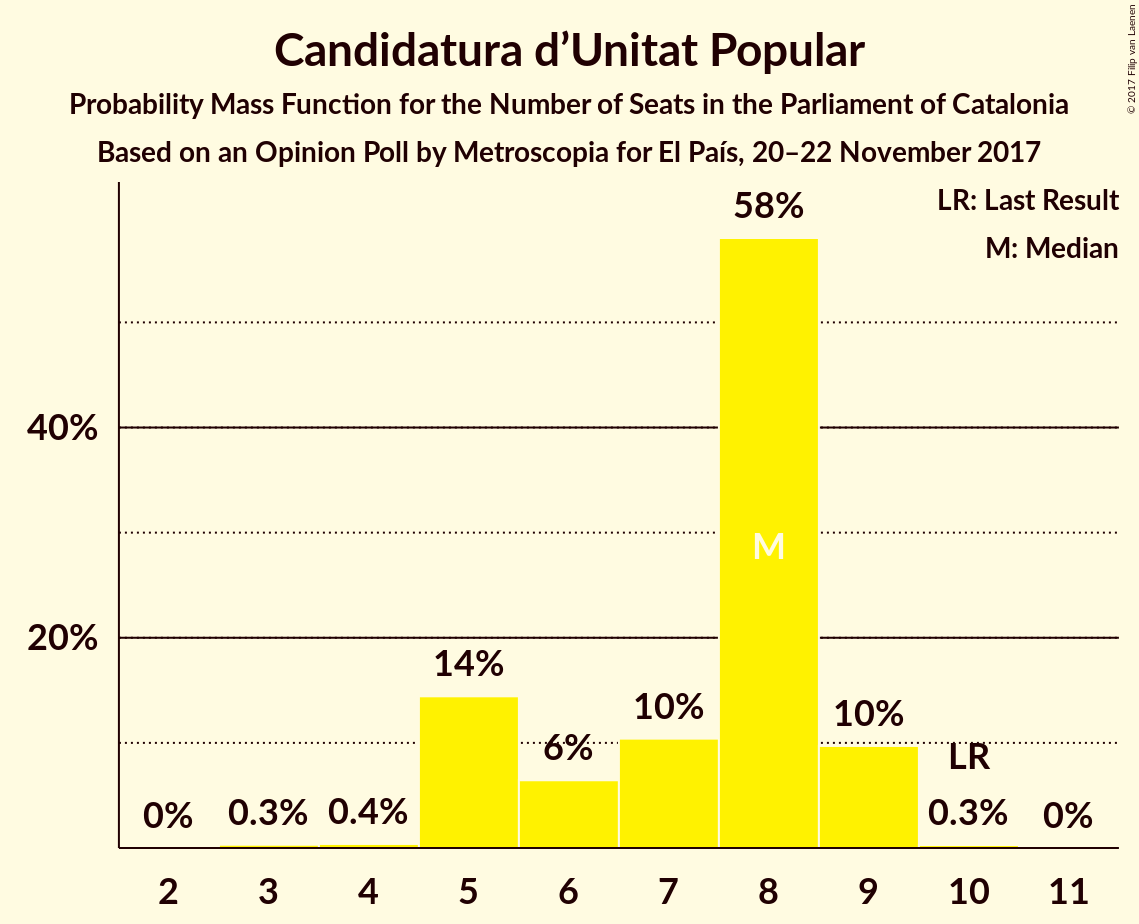 Candidatura d’Unitat Popular
Probability Mass Function for the Number of Seats in the Parliament of Catalonia
Based on an Opinion Poll by Metroscopia for El País, 20–22 November 2017
© 2017 Filip van Laenen
LR: Last Result
M: Median
58%
40%
M
20%
14%
10%
10%
6%
LR
0%
0.3%
0.4%
0.3%
0%
2 3 4 5 6 7 8 9 10 11